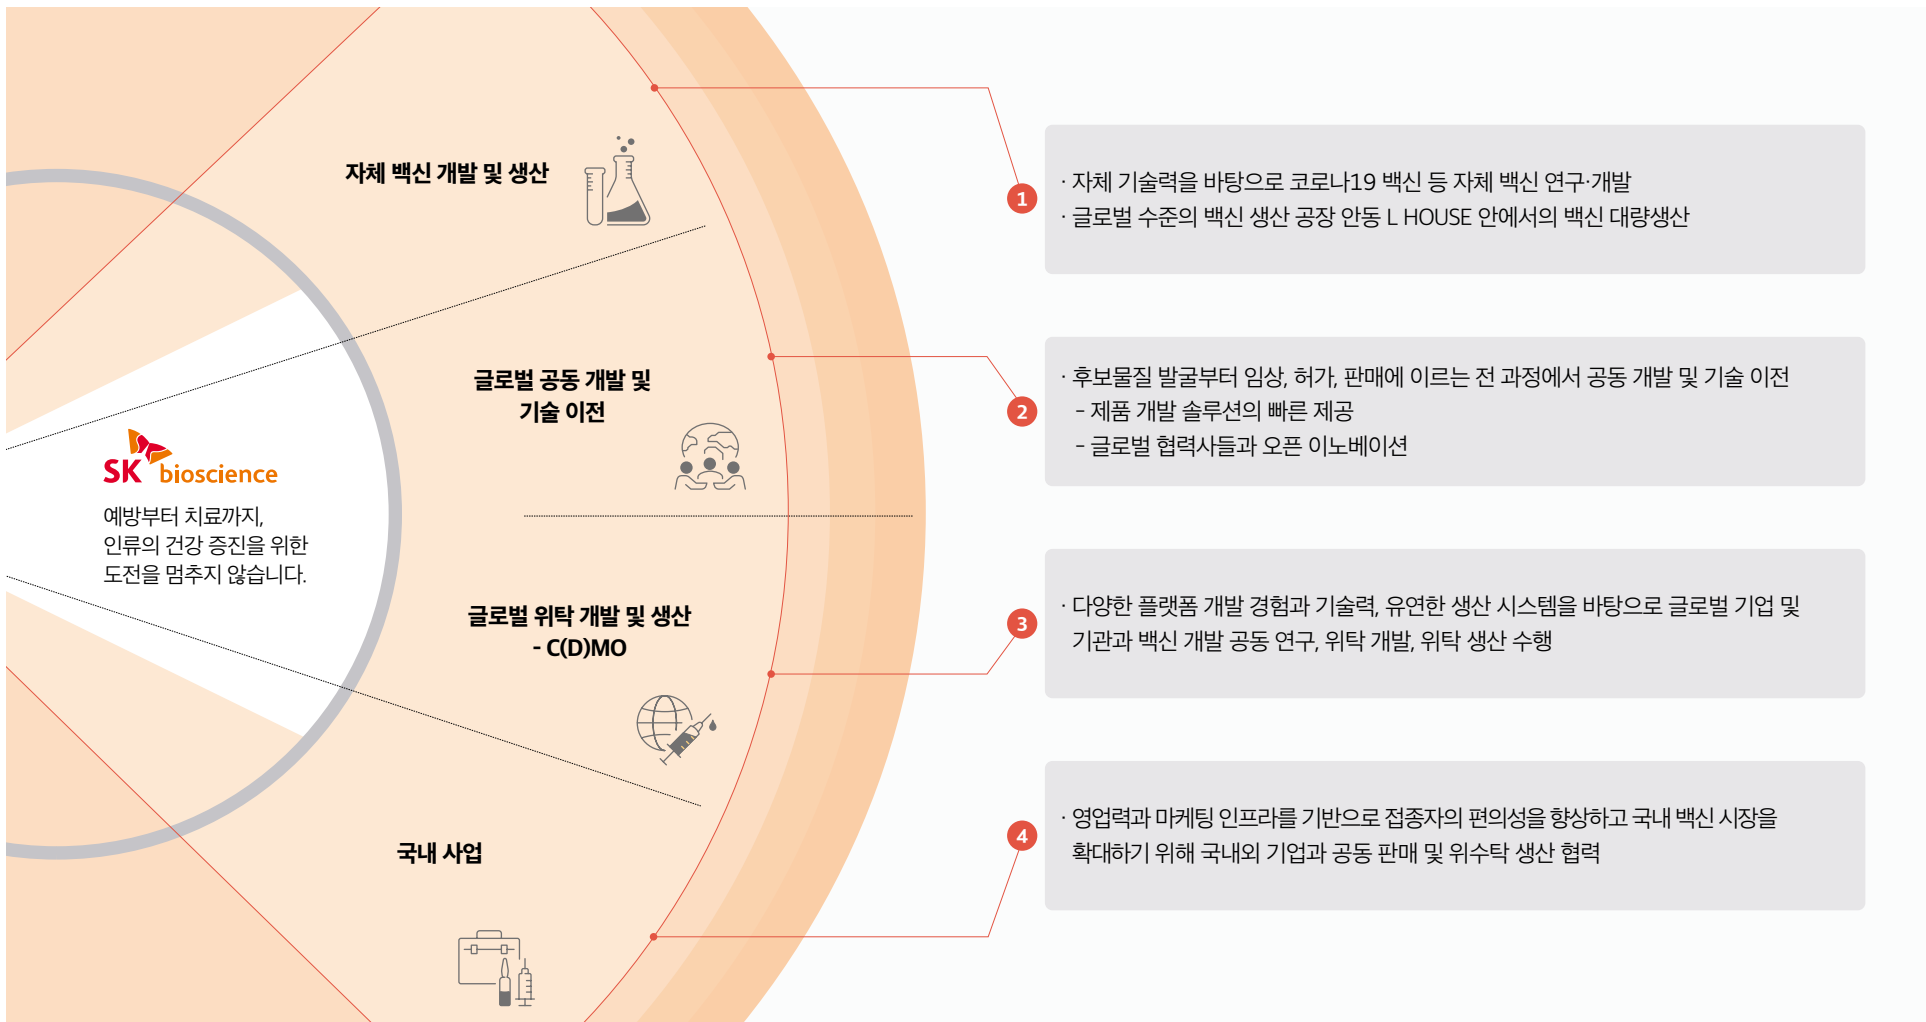 자체 백신 개발 및 생산
1
· 자체 기술력을 바탕으로 코로나19 백신 등 자체 백신 연구·개발
· 글로벌 수준의 백신 생산 공장 안동 L HOUSE 안에서의 백신 대량생산
글로벌 공동 개발 및
기술 이전
2
· 후보물질 발굴부터 임상, 허가, 판매에 이르는 전 과정에서 공동 개발 및 기술 이전
– 제품 개발 솔루션의 빠른 제공
– 글로벌 협력사들과 오픈 이노베이션
SK bioscience
예방부터 치료까지,
인류의 건강 증진을 위한
도전을 멈추지 않습니다.
글로벌 위탁 개발 및 생산
- C(D)MO
3
· 다양한 플랫폼 개발 경험과 기술력, 유연한 생산 시스템을 바탕으로 글로벌 기업 및
기관과 백신 개발 공동 연구, 위탁 개발, 위탁 생산 수행
국내 사업
4
· 영업력과 마케팅 인프라를 기반으로 접종자의 편의성을 향상하고 국내 백신 시장을
확대하기 위해 국내외 기업과 공동 판매 및 위수탁 생산 협력